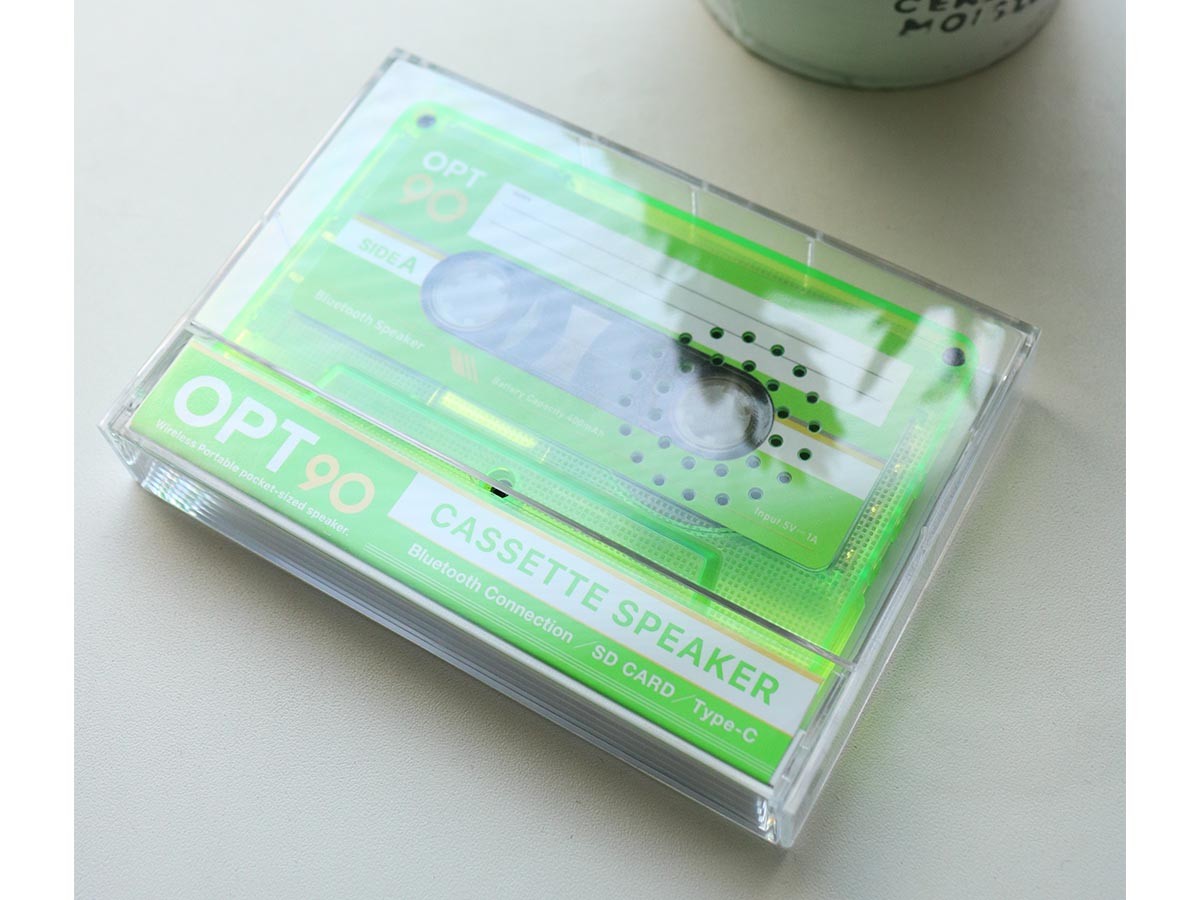 OPT
90
SIDE A
Bluetooth Speaker
Battery Capacity 400mAh
Input 5V⎓1A
OPT90
Wireless Portable pocket-sized speaker.
CASSETTE SPEAKER
Bluetooth Connection / SD CARD / Type-C